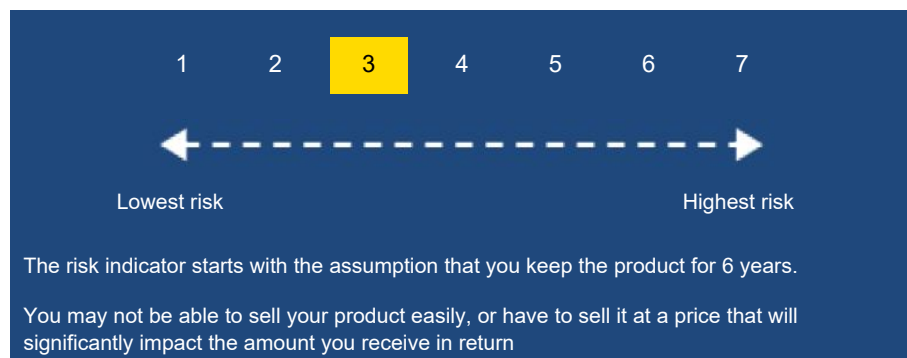 1 2 3 4 5 6 7
Lowest risk Highest risk
The risk indicator starts with the assumption that you keep the product for 6 years.
You may not be able to sell your product easily, or have to sell it at a price that will
significantly impact the amount you receive in return